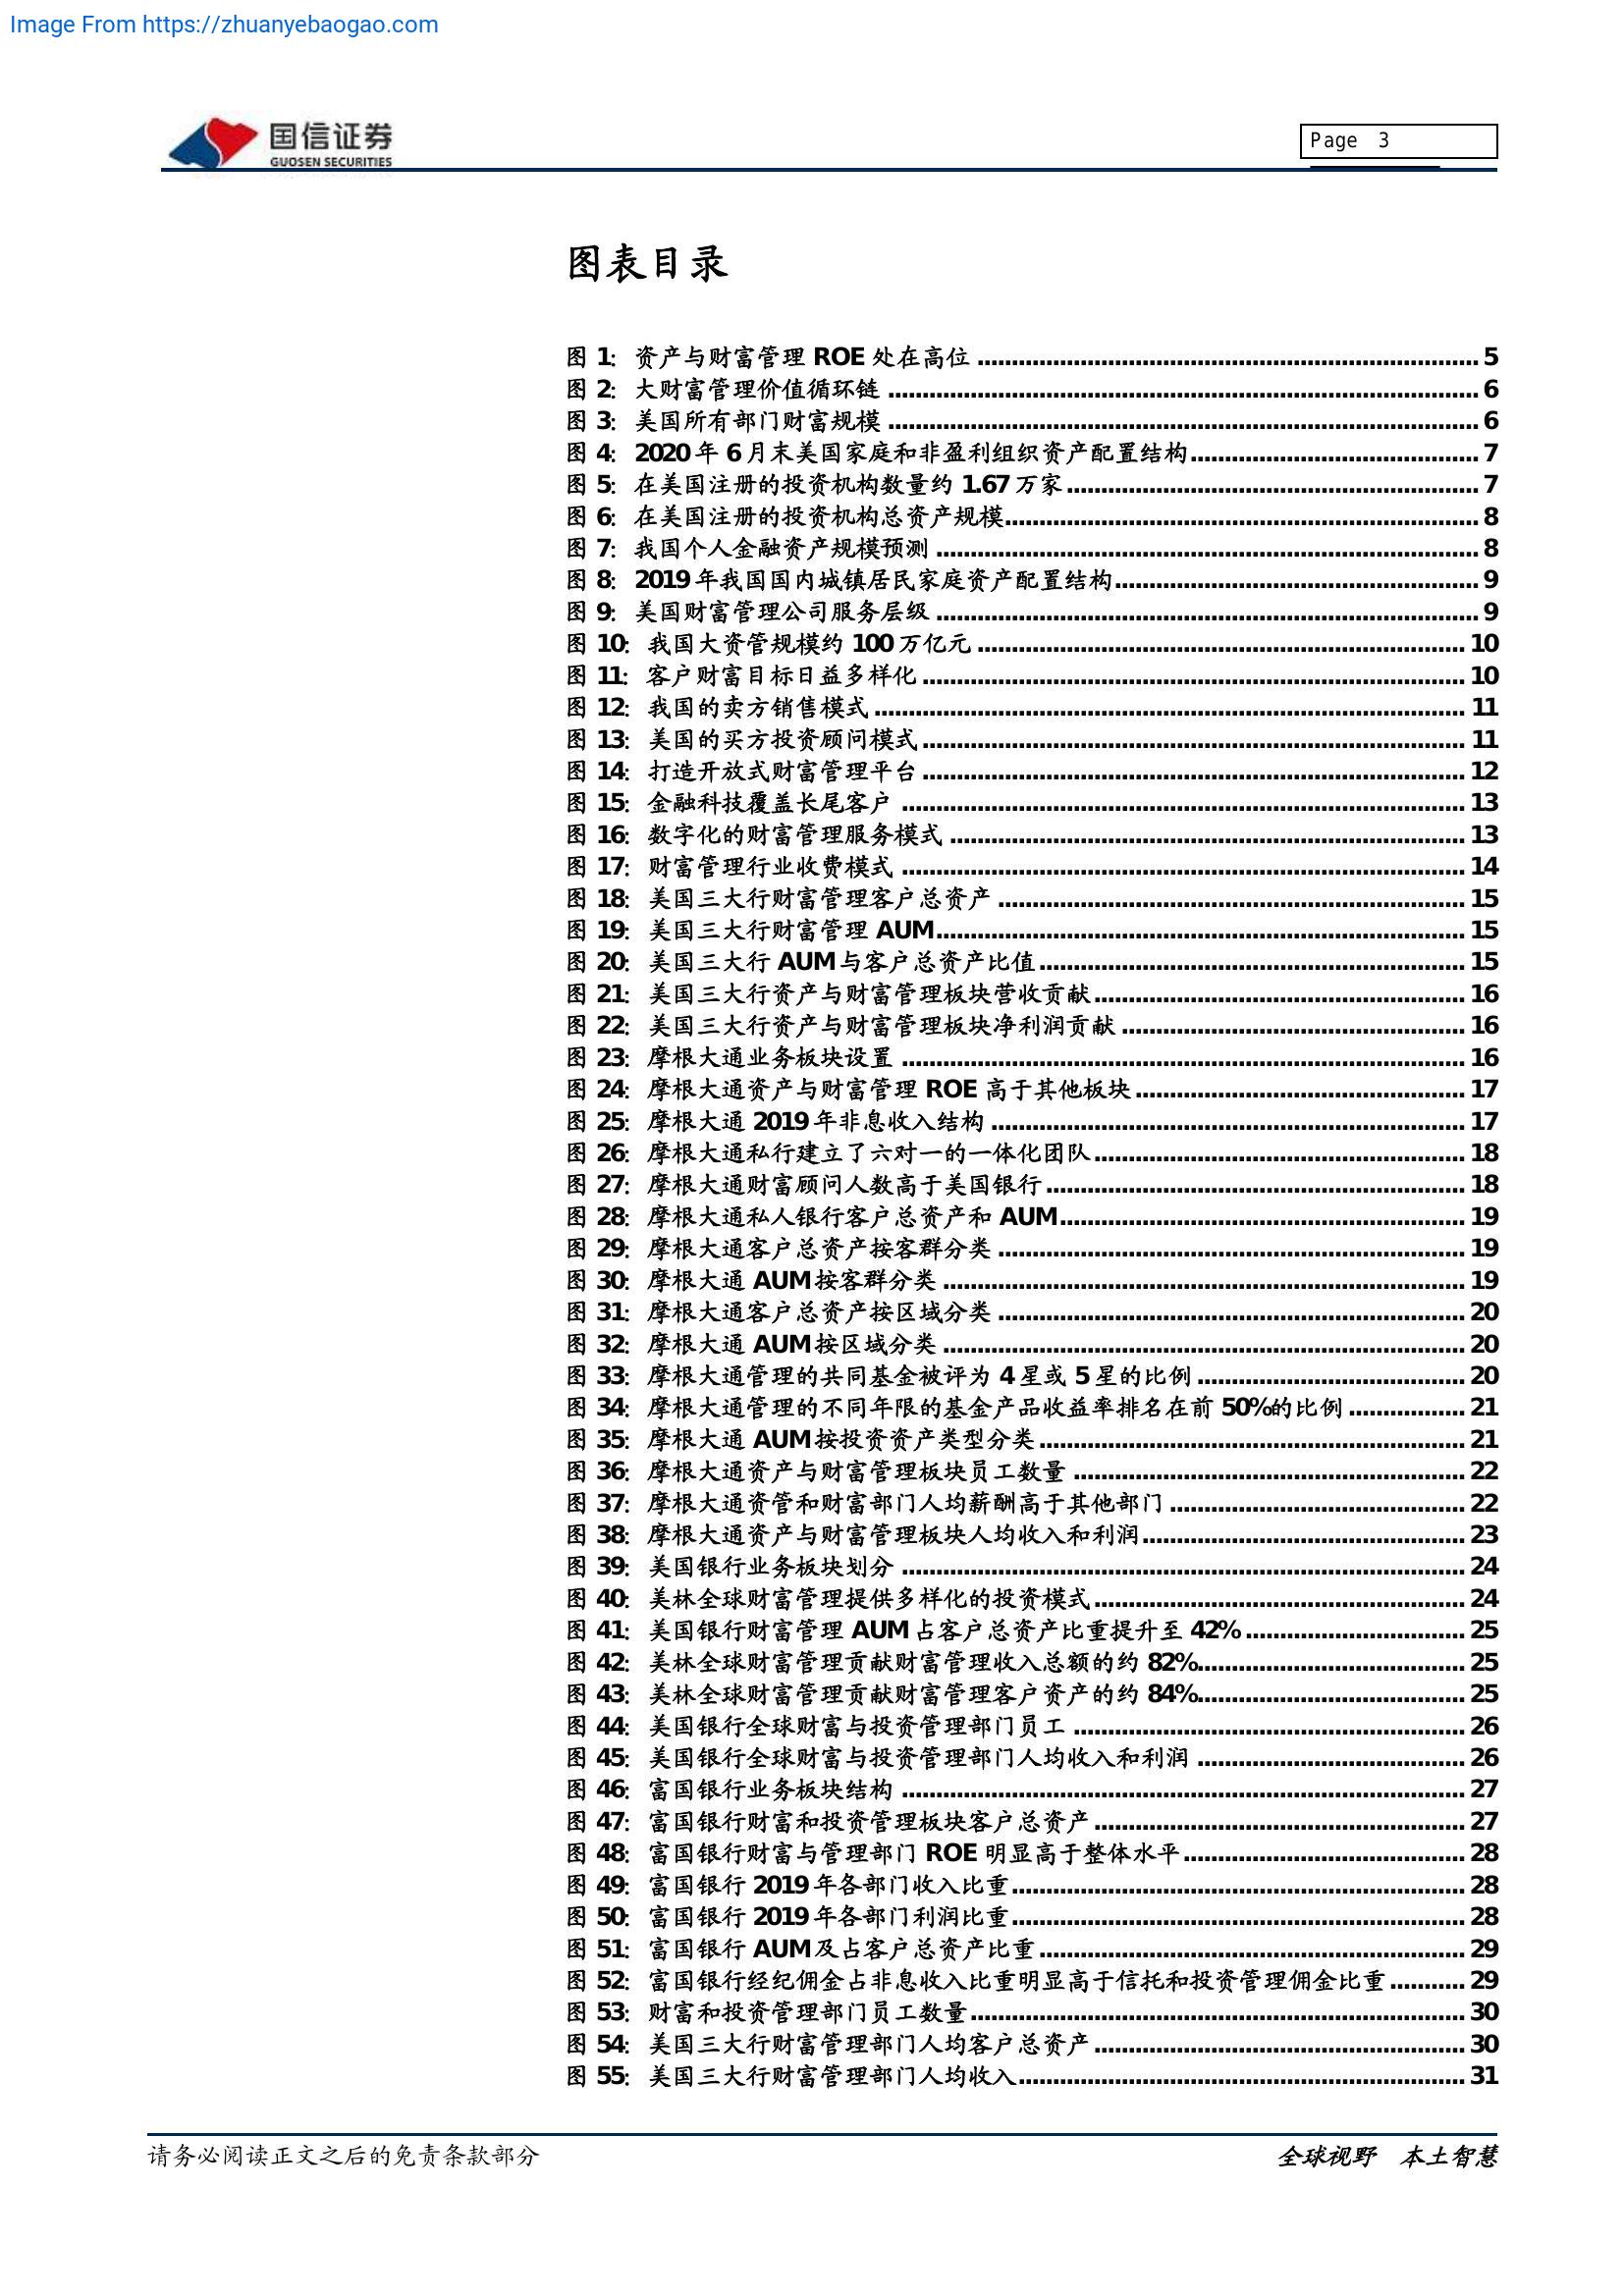 Image From https://zhuanyebaogao.com
国信证券
GUOSEN SECURITIES
Page 3
图表目录
图 1: 资产与财富管理 ROE 处在高位 ........ 5
图 2: 大财富管理价值循环链 ........ 6
图 3: 美国所有部门财富规模 ........ 6
图 4: 2020 年 6 月末美国家庭和非盈利组织资产配置结构 ........ 7
图 5: 在美国注册的投资机构数量约 1.67 万家 ........ 7
图 6: 在美国注册的投资机构总资产规模 ........ 8
图 7: 我国个人金融资产规模预测 ........ 8
图 8: 2019 年我国国内城镇居民家庭资产配置结构 ........ 9
图 9: 美国财富管理公司服务层级 ........ 9
图 10: 我国大资管规模约 100 万亿元 ........ 10
图 11: 客户财富目标日益多样化 ........ 10
图 12: 我国的卖方销售模式 ........ 11
图 13: 美国的买方投资顾问模式 ........ 11
图 14: 打造开放式财富管理平台 ........ 12
图 15: 金融科技覆盖长尾客户 ........ 13
图 16: 数字化的财富管理服务模式 ........ 13
图 17: 财富管理行业收费模式 ........ 14
图 18: 美国三大行财富管理客户总资产 ........ 15
图 19: 美国三大行财富管理 AUM ........ 15
图 20: 美国三大行 AUM 与客户总资产比值 ........ 15
图 21: 美国三大行资产与财富管理板块营收贡献 ........ 16
图 22: 美国三大行资产与财富管理板块净利润贡献 ........ 16
图 23: 摩根大通业务板块设置 ........ 16
图 24: 摩根大通资产与财富管理 ROE 高于其他板块 ........ 17
图 25: 摩根大通 2019 年非息收入结构 ........ 17
图 26: 摩根大通私行建立了六对一的一体化团队 ........ 18
图 27: 摩根大通财富顾问人数高于美国银行 ........ 18
图 28: 摩根大通私人银行客户总资产和 AUM ........ 19
图 29: 摩根大通客户总资产按客群分类 ........ 19
图 30: 摩根大通 AUM 按客群分类 ........ 19
图 31: 摩根大通客户总资产按区域分类 ........ 20
图 32: 摩根大通 AUM 按区域分类 ........ 20
图 33: 摩根大通管理的共同基金被评为 4 星或 5 星的比例 ........ 20
图 34: 摩根大通管理的不同年限的基金产品收益率排名在前 50%的比例 ........ 21
图 35: 摩根大通 AUM 按投资资产类型分类 ........ 21
图 36: 摩根大通资产与财富管理板块员工数量 ........ 22
图 37: 摩根大通资管和财富部门人均薪酬高于其他部门 ........ 22
图 38: 摩根大通资产与财富管理板块人均收入和利润 ........ 23
图 39: 美国银行业务板块划分 ........ 24
图 40: 美林全球财富管理提供多样化的投资模式 ........ 24
图 41: 美国银行财富管理 AUM 占客户总资产比重提升至 42% ........ 25
图 42: 美林全球财富管理贡献财富管理收入总额的约 82% ........ 25
图 43: 美林全球财富管理贡献财富管理客户资产的约 84% ........ 25
图 44: 美国银行全球财富与投资管理部门员工 ........ 26
图 45: 美国银行全球财富与投资管理部门人均收入和利润 ........ 26
图 46: 富国银行业务板块结构 ........ 27
图 47: 富国银行财富和投资管理板块客户总资产 ........ 27
图 48: 富国银行财富与管理部门 ROE 明显高于整体水平 ........ 28
图 49: 富国银行 2019 年各部门收入比重 ........ 28
图 50: 富国银行 2019 年各部门利润比重 ........ 28
图 51: 富国银行 AUM 及占客户总资产比重 ........ 29
图 52: 富国银行经纪佣金占非息收入比重明显高于信托和投资管理佣金比重 ........ 29
图 53: 财富和投资管理部门员工数量 ........ 30
图 54: 美国三大行财富管理部门人均客户总资产 ........ 30
图 55: 美国三大行财富管理部门人均收入 ........ 31
请务必阅读正文之后的免责条款部分
全球视野 本土智慧